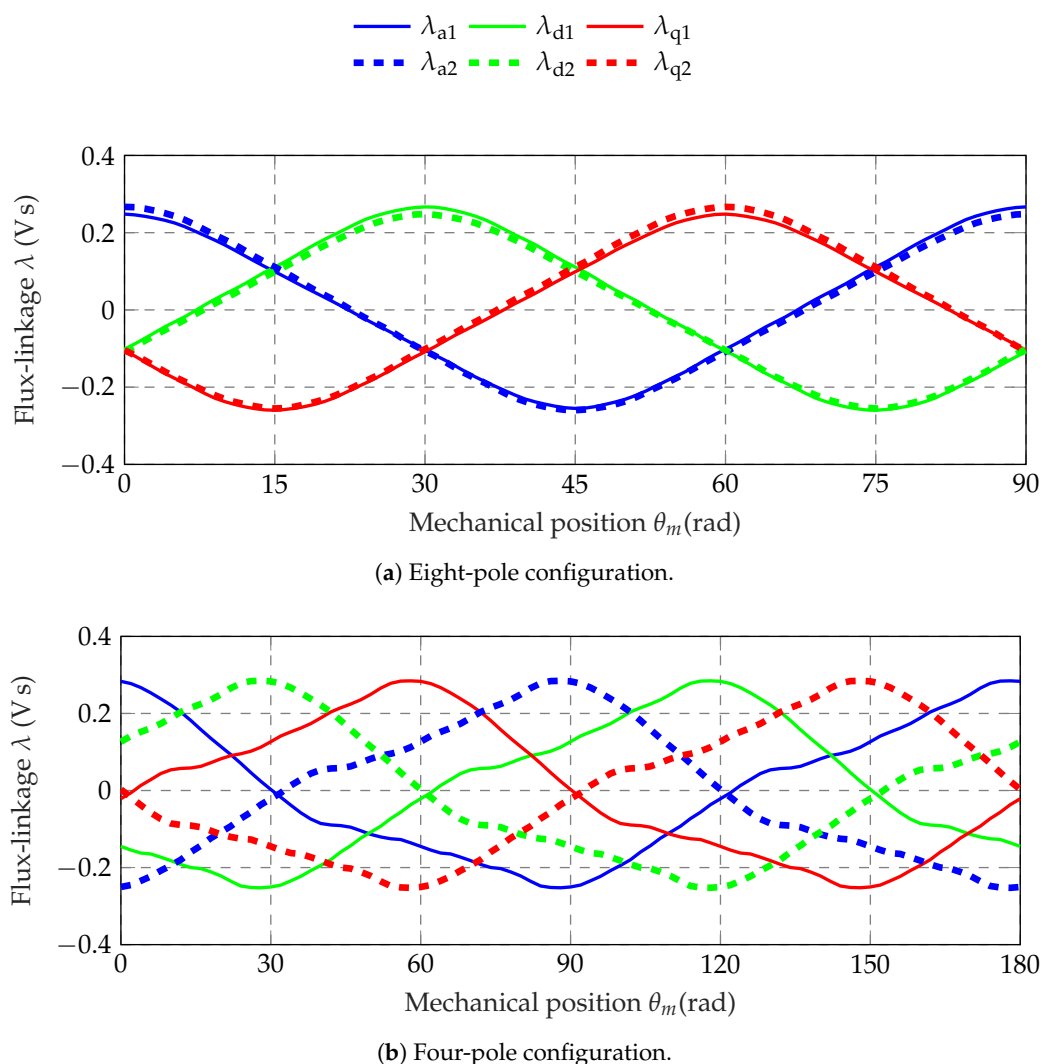 λa1 λd1 λq1
λa2 λd2 λq2
0.4
0.2
0
−0.2
−0.4
Flux-linkage λ (V s)
0 15 30 45 60 75 90
Mechanical position θm(rad)
(a) Eight-pole configuration.
0.4
0.2
0
−0.2
−0.4
Flux-linkage λ (V s)
0 30 60 90 120 150 180
Mechanical position θm(rad)
(b) Four-pole configuration.